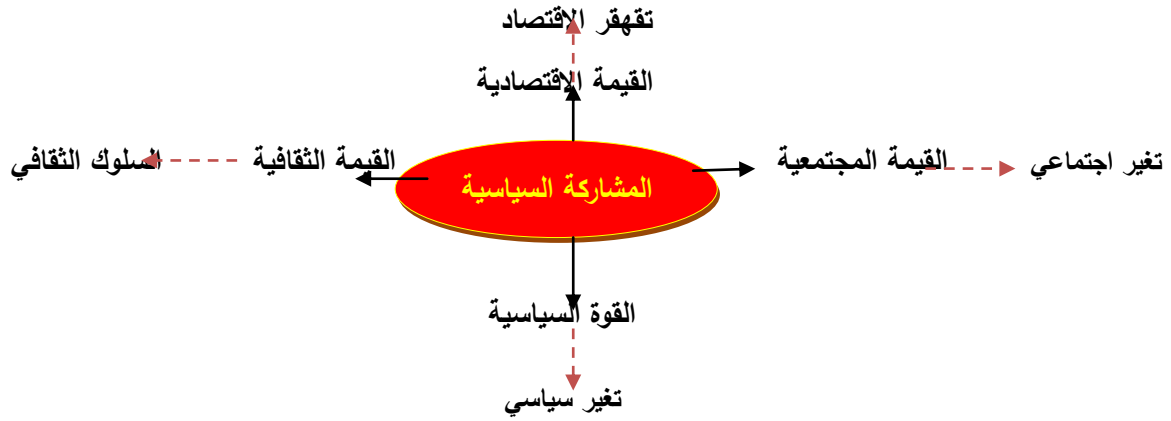 تقهقر الاقتصاد
القيمة الاقتصادية
تغير اجتماعي
القيمة المجتمعية
المشاركة السياسية
القيمة الثقافية
السلوك الثقافي
القوة السياسية
تغير سياسي